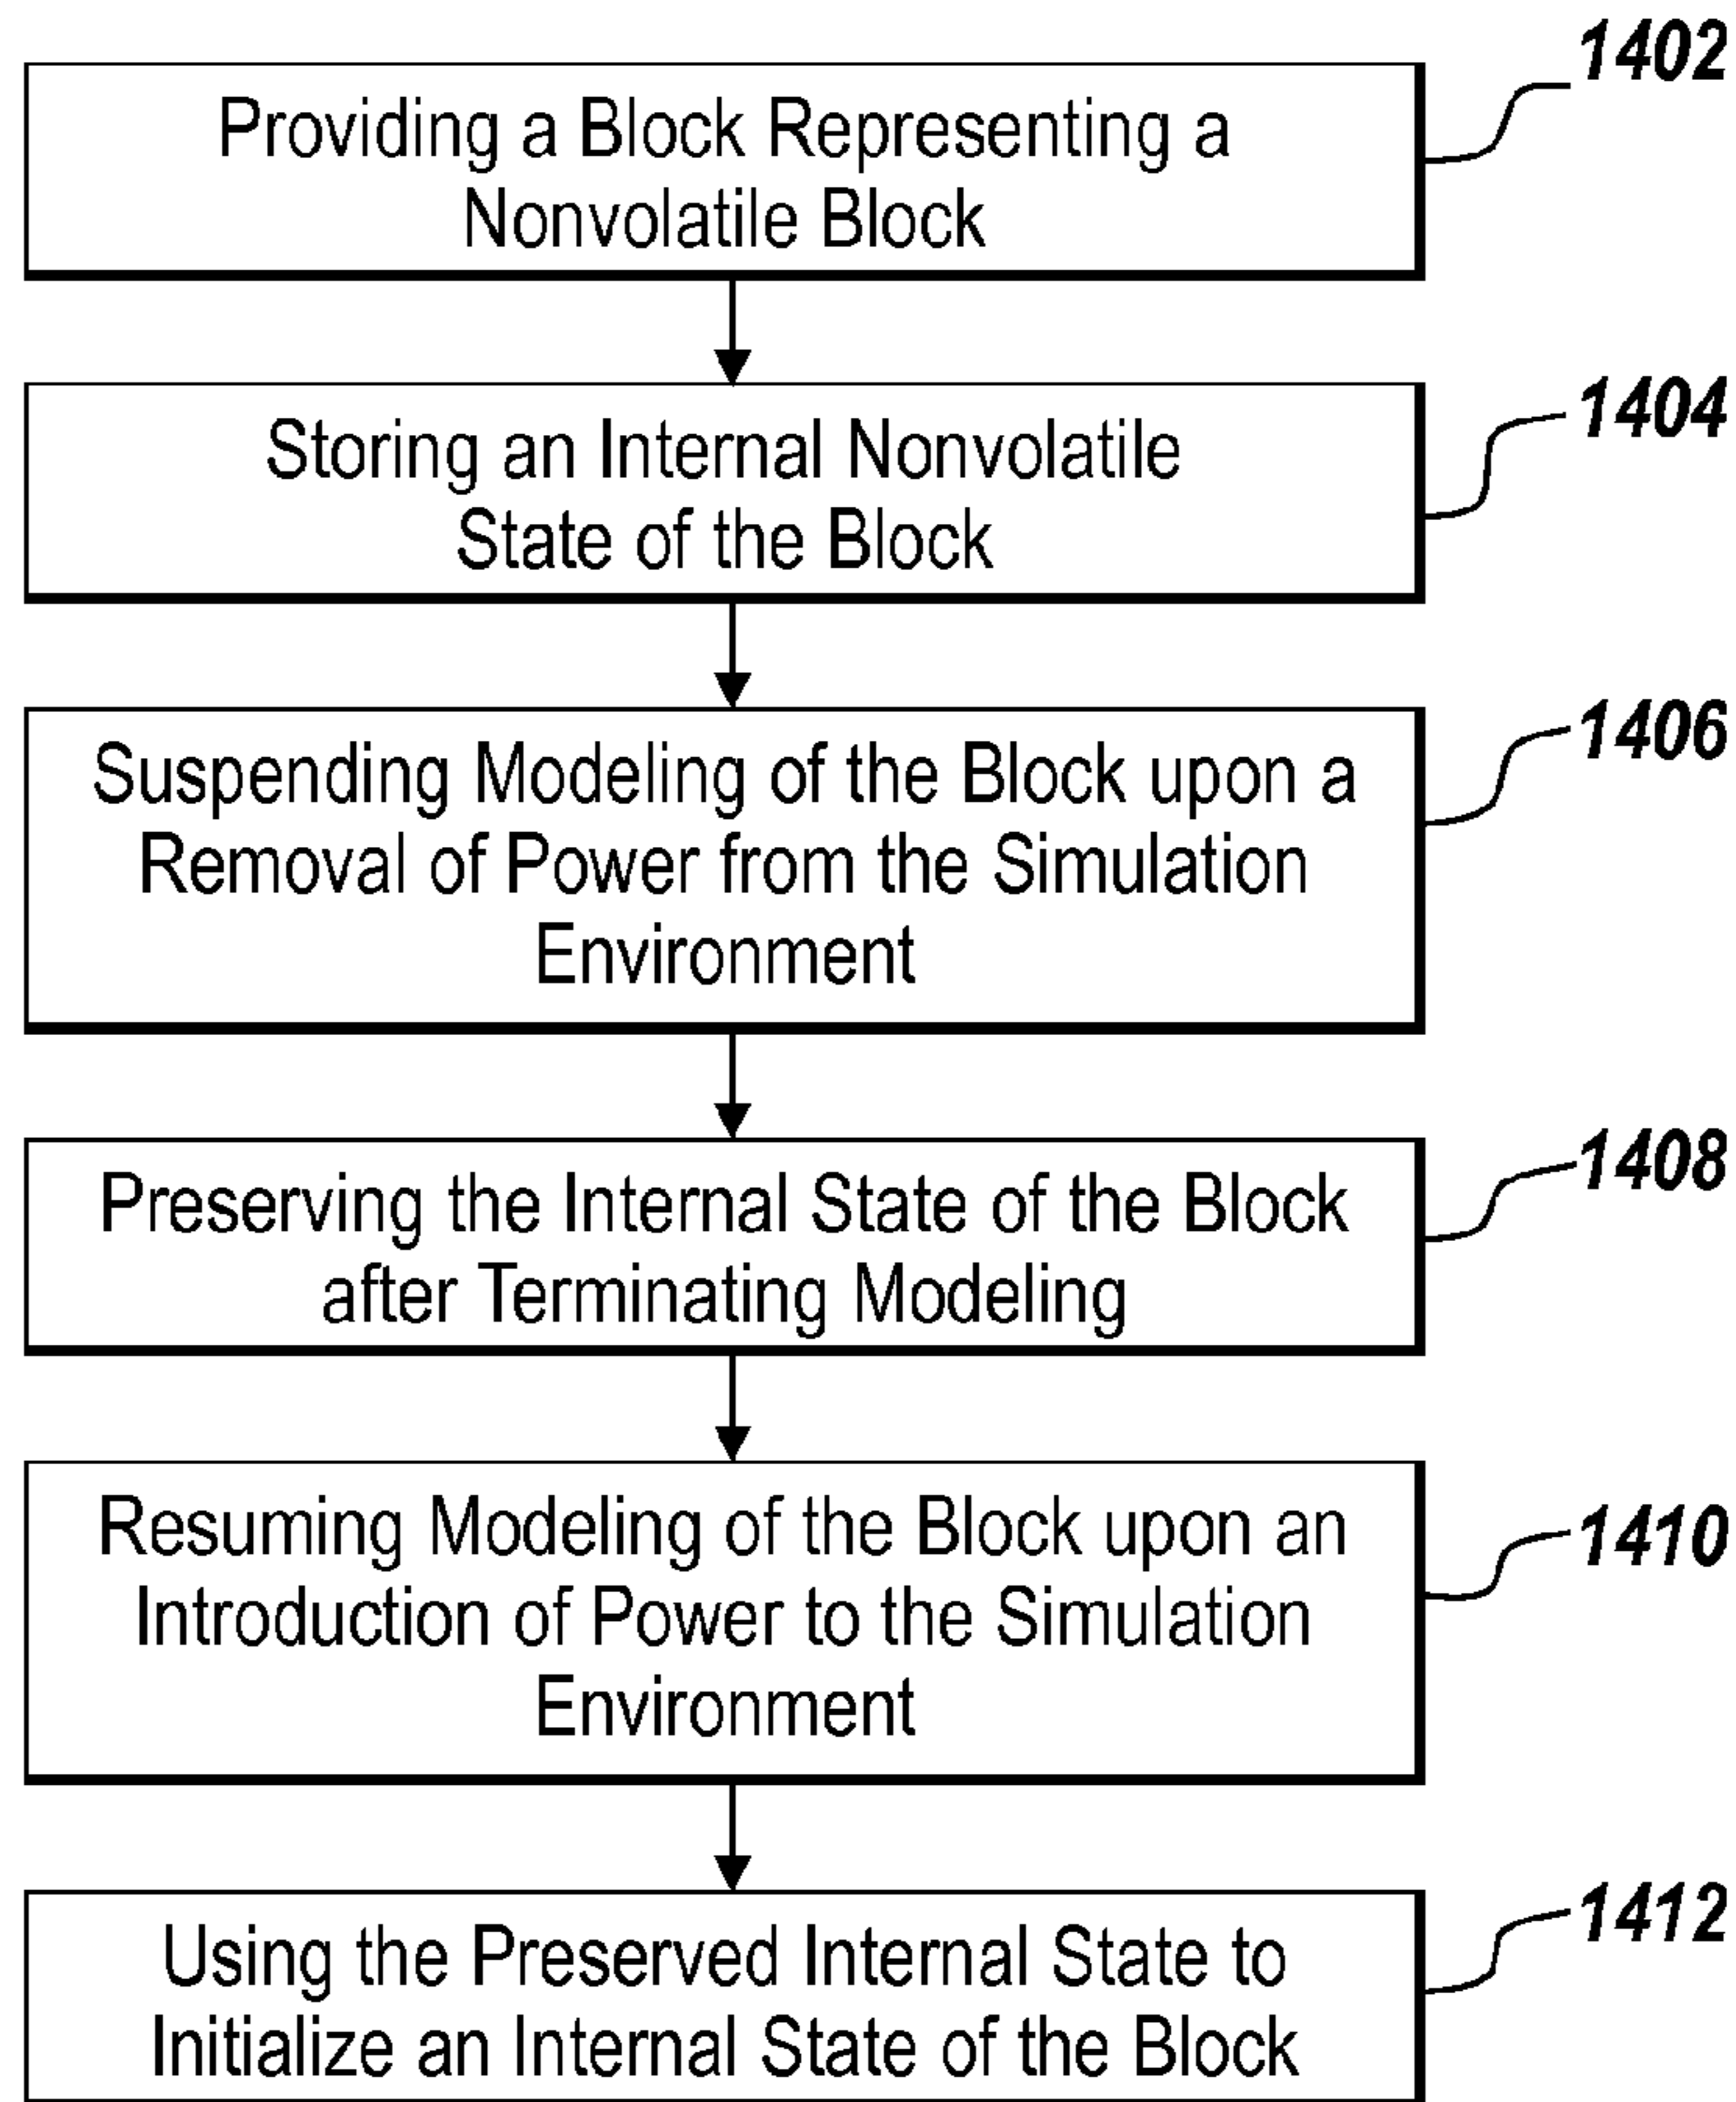 1402
Providing a Block Representing a
Nonvolatile Block
1404
Storing an Internal Nonvolatile
State of the Block
1406
Suspending Modeling of the Block upon a
Removal of Power from the Simulation
Environment
1408
Preserving the Internal State of the Block
after Terminating Modeling
1410
Resuming Modeling of the Block upon an
Introduction of Power to the Simulation
Environment
1412
Using the Preserved Internal State to
Initialize an Internal State of the Block